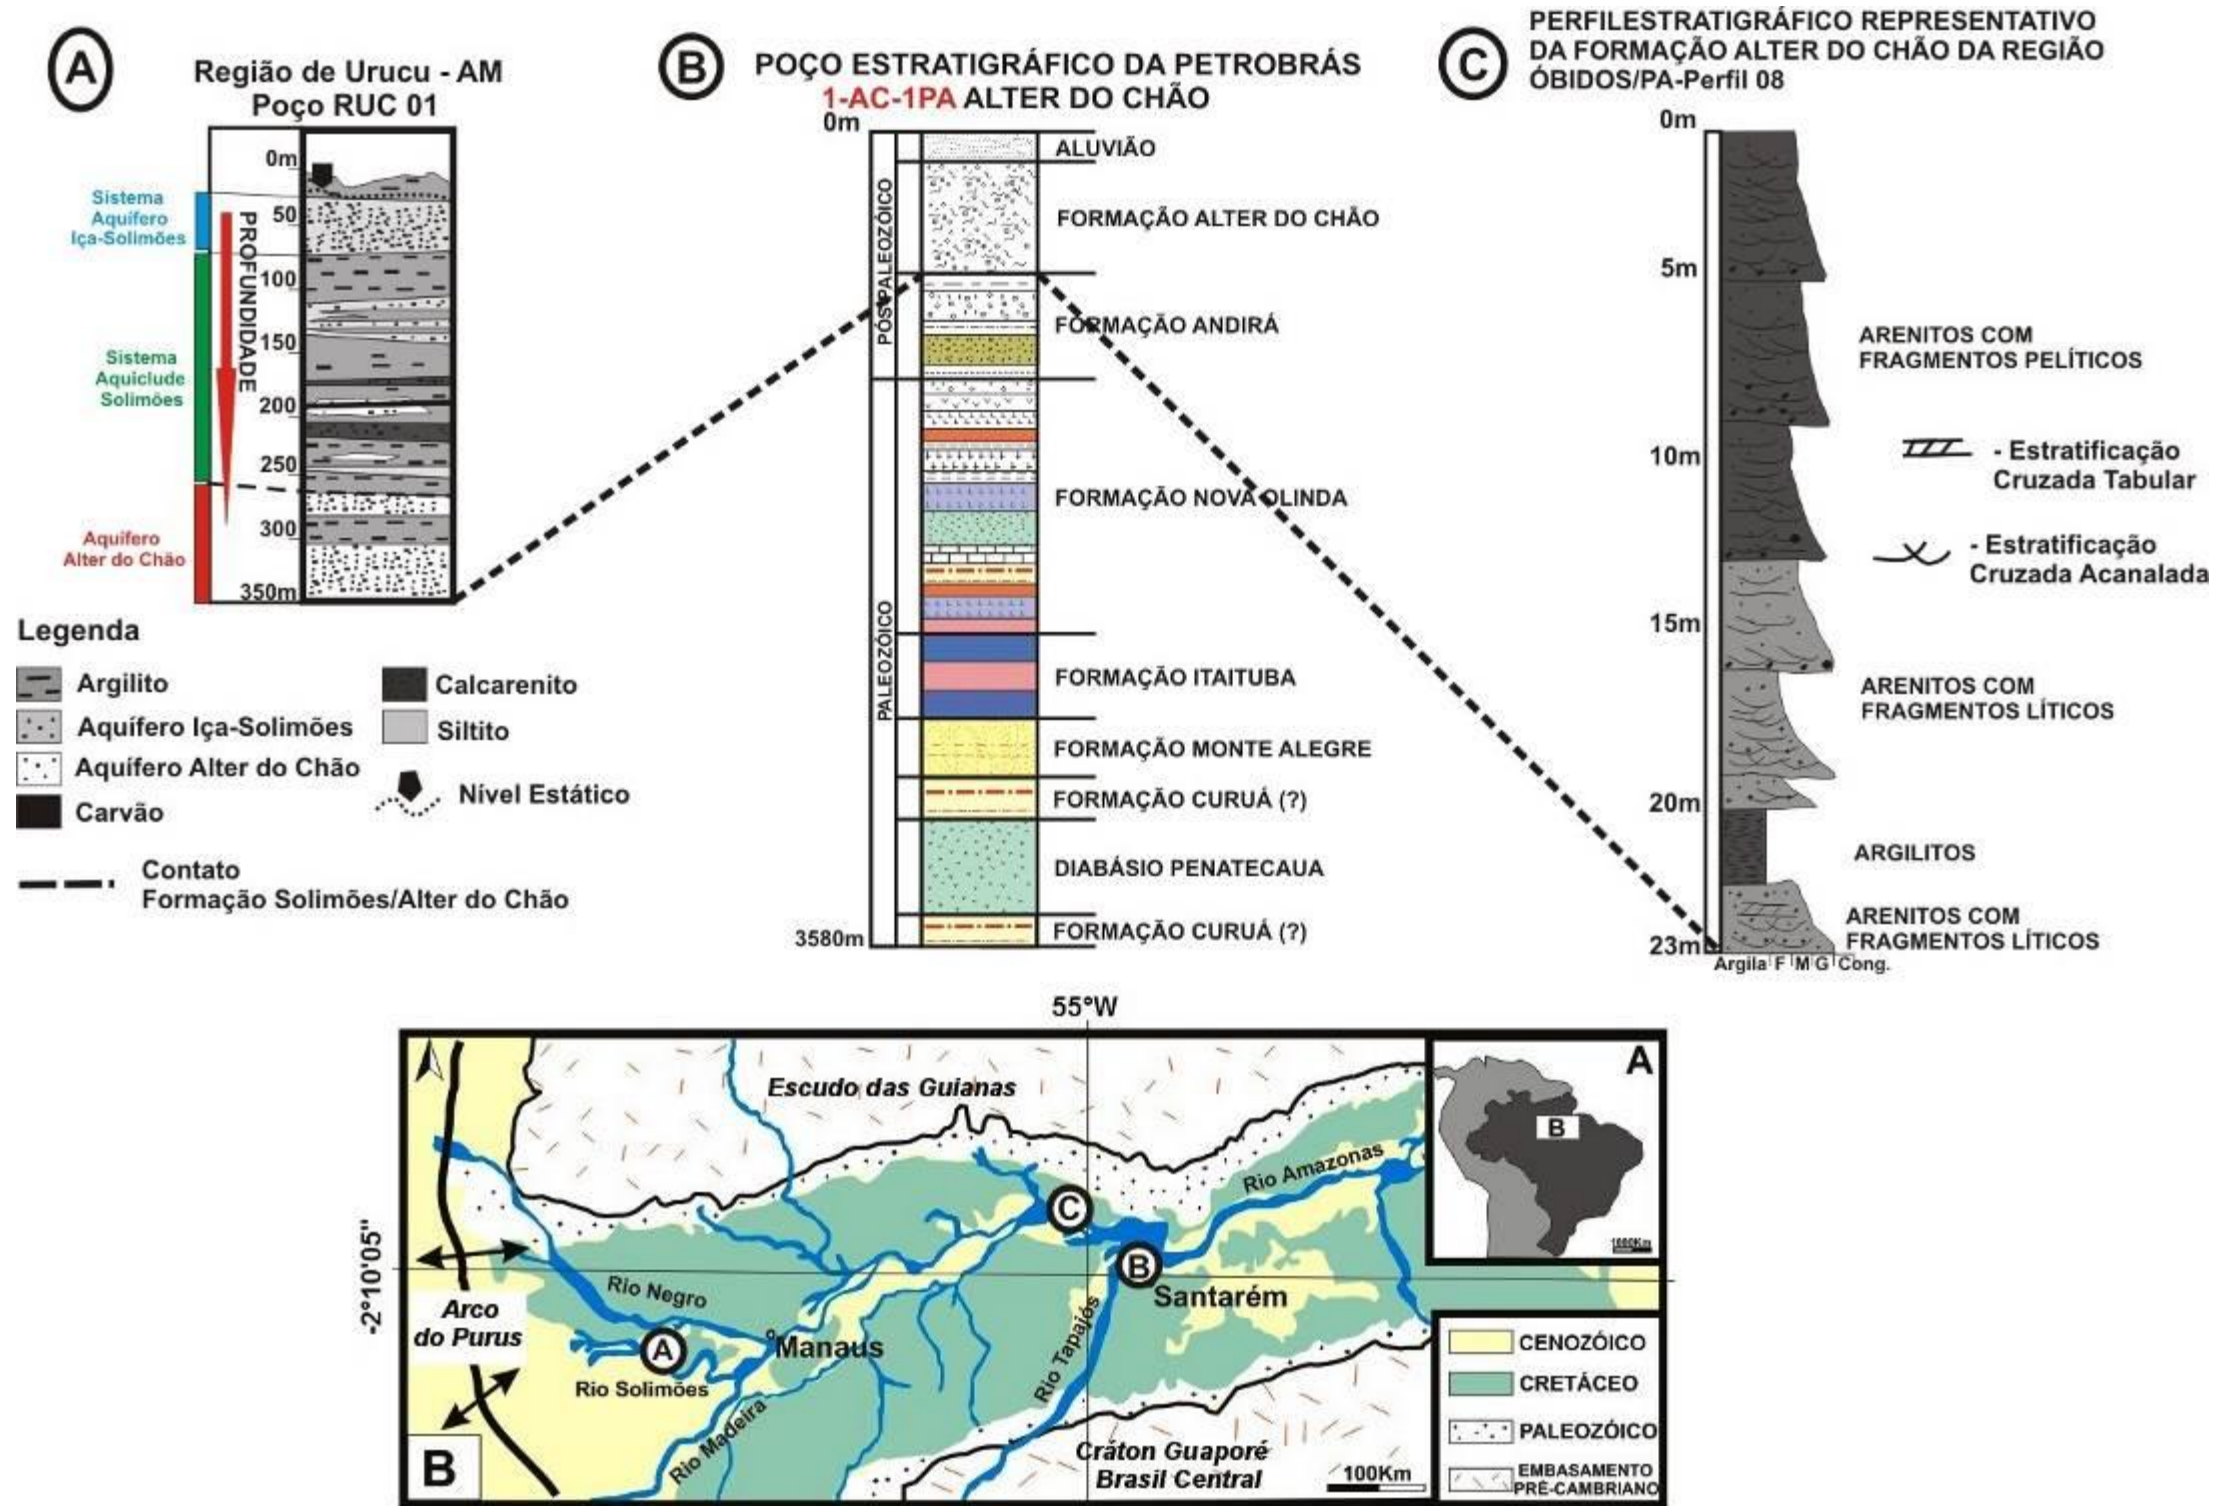 A
Região de Urucu - AM
Poço RUC 01
0m
50
100
150
200
250
300
350m
PROFUNDIDADE
Sistema
Aquífero
Iça-Solimões
Sistema
Aquiclude
Solimões
Aquífero
Alter do Chão
Legenda
Argilito
Aquífero Iça-Solimões
Aquífero Alter do Chão
Carvão
Calcarenito
Siltito
Nível Estático
Contato
Formação Solimões/Alter do Chão
B
POÇO ESTRATIGRÁFICO DA PETROBRÁS
1-AC-1PA ALTER DO CHÃO
0m
3580m
PÓS-PALEOZÓICO
PALEOZÓICO
ALUVIÃO
FORMAÇÃO ALTER DO CHÃO
FORMAÇÃO ANDIRÁ
FORMAÇÃO NOVA OLINDA
FORMAÇÃO ITAITUBA
FORMAÇÃO MONTE ALEGRE
FORMAÇÃO CURUÁ (?)
DIABÁSIO PENATECAUA
FORMAÇÃO CURUÁ (?)
C
PERFILESTRATIGRÁFICO REPRESENTATIVO
DA FORMAÇÃO ALTER DO CHÃO DA REGIÃO
ÓBIDOS/PA-Perfil 08
0m
5m
10m
15m
20m
23m
ARENITOS COM
FRAGMENTOS PELÍTICOS
- Estratificação
Cruzada Tabular
- Estratificação
Cruzada Acanalada
ARENITOS COM
FRAGMENTOS LÍTICOS
ARGILITOS
ARENITOS COM
FRAGMENTOS LÍTICOS
Argila F M G Cong.
55°W
-2°10'05"
Escudo das Guianas
Rio Amazonas
C
B
Santarém
Rio Negro
Arco
do Purus
A
Manaus
Rio Solimões
Rio Tapajós
Rio Madeira
Cráton Guaporé
Brasil Central
100Km
B
A
B
1000Km
CENOZÓICO
CRETÁCEO
PALEOZÓICO
EMBASAMENTO
PRÉ-CAMBRIANO